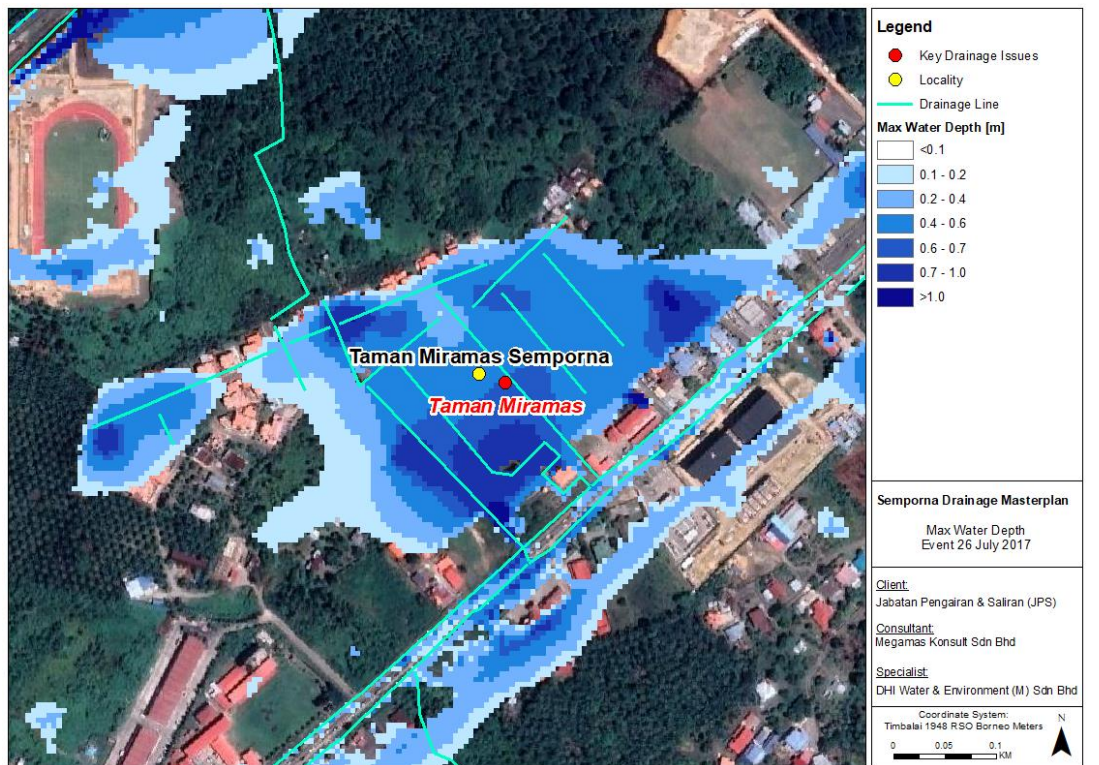 Taman Miramas Semporna
Taman Miramas
Legend
Key Drainage Issues
Locality
Drainage Line
Max Water Depth [m]
<0.1
0.1 - 0.2
0.2 - 0.4
0.4 - 0.6
0.6 - 0.7
0.7 - 1.0
>1.0
Semporna Drainage Masterplan
Max Water Depth
Event 26 July 2017
Client:
Jabatan Pengairan & Saliran (JPS)
Consultant:
Megamas Konsult Sdn Bhd
Specialist:
DHI Water & Environment (M) Sdn Bhd
Coordinate System:
Timbalai 1948 RSO Borneo Meters
N
0 0.05 0.1
KM